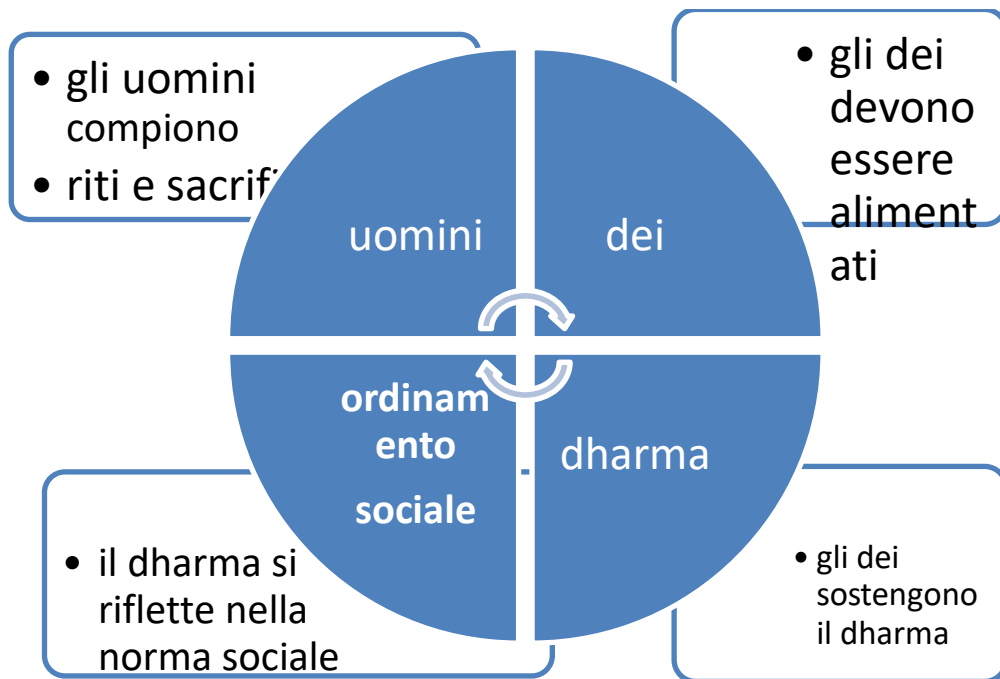 • gli uomini
compiono
• riti e sacrifi
• gli dei
devono
essere
aliment
ati
uomini
dei
ordinam
ento
sociale
dharma
• il dharma si
riflette nella
norma sociale
• gli dei
sostengono
il dharma